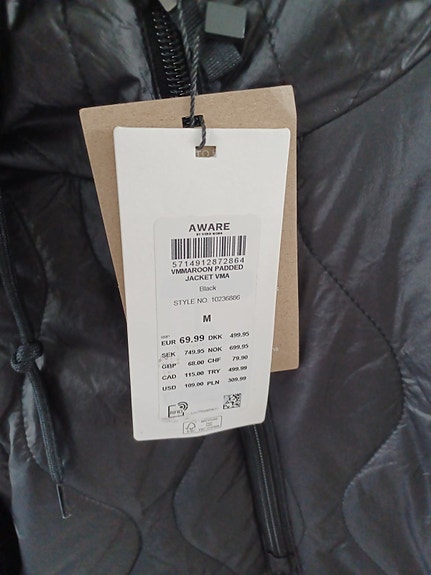 AWARE
BY VERO MODA
5714912872864
VMMAROON PADDED
JACKET VMA
Black
STYLE NO. 10236886
M
EUR 69.99 DKK 499.95
SEK 749.95 NOK 699.95
GBP 68.00 CHF 79.90
CAD 115.00 TRY 499.99
USD 109.00 PLN 309.99
RFID
FSC